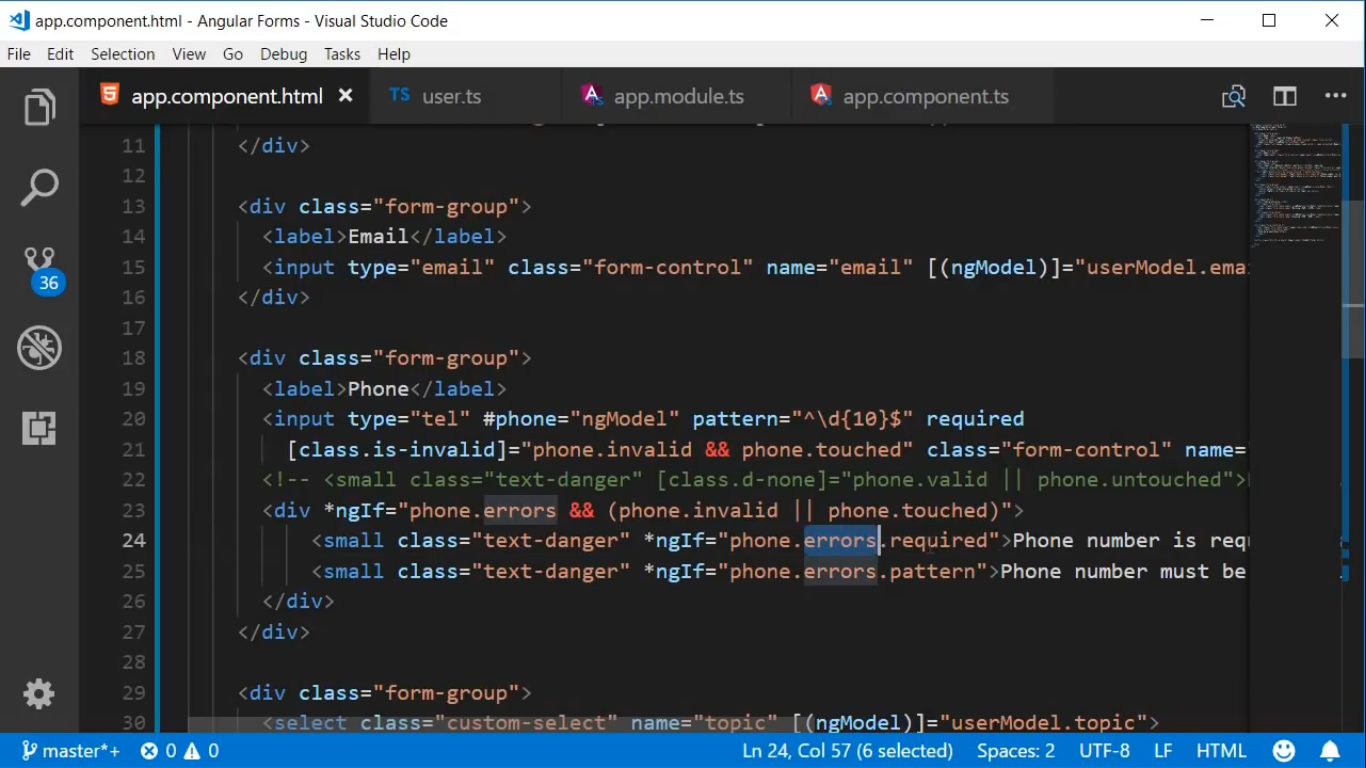 app.component.html - Angular Forms - Visual Studio Code
File Edit Selection View Go Debug Tasks Help
app.component.html TS user.ts app.module.ts app.component.ts
11 </div>
12
13 <div class="form-group">
14 <label>Email</label>
15 <input type="email" class="form-control" name="email" [(ngModel)]="userModel.emai
16 </div>
17
18 <div class="form-group">
19 <label>Phone</label>
20 <input type="tel" #phone="ngModel" pattern="^\d{10}$" required
21 [class.is-invalid]="phone.invalid && phone.touched" class="form-control" name=
22 <!-- <small class="text-danger" [class.d-none]="phone.valid || phone.untouched">
23 <div *ngIf="phone.errors && (phone.invalid || phone.touched)">
24 <small class="text-danger" *ngIf="phone.errors.required">Phone number is requ
25 <small class="text-danger" *ngIf="phone.errors.pattern">Phone number must be
26 </div>
27 </div>
28
29 <div class="form-group">
30 <select class="custom-select" name="topic" [(ngModel)]="userModel.topic">
36
master*+ 0 0 Ln 24, Col 57 (6 selected) Spaces: 2 UTF-8 LF HTML